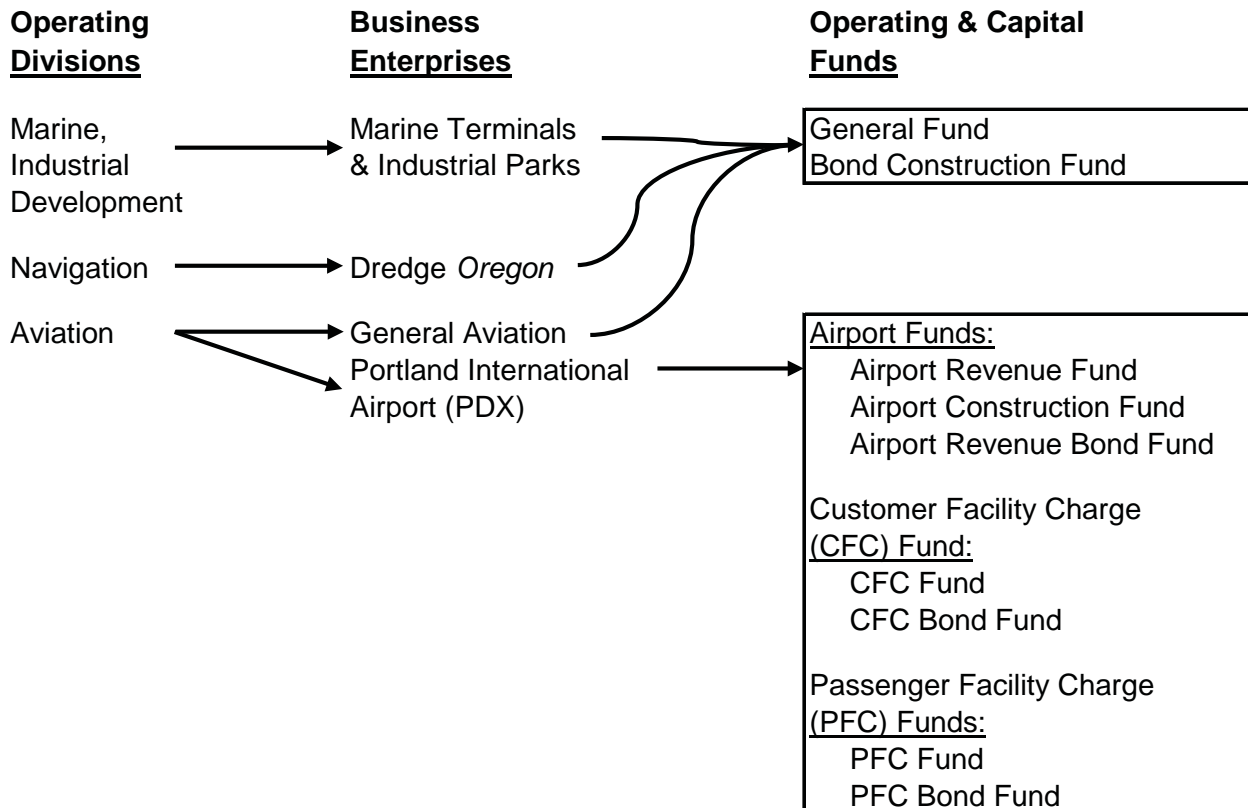 Operating
Divisions
Business
Enterprises
Operating & Capital
Funds
Marine,
Industrial
Development
Marine Terminals
& Industrial Parks
General Fund
Bond Construction Fund
Navigation
Dredge Oregon
Aviation
General Aviation
Portland International
Airport (PDX)
Airport Funds:
Airport Revenue Fund
Airport Construction Fund
Airport Revenue Bond Fund
Customer Facility Charge
(CFC) Fund:
CFC Fund
CFC Bond Fund
Passenger Facility Charge
(PFC) Funds:
PFC Fund
PFC Bond Fund